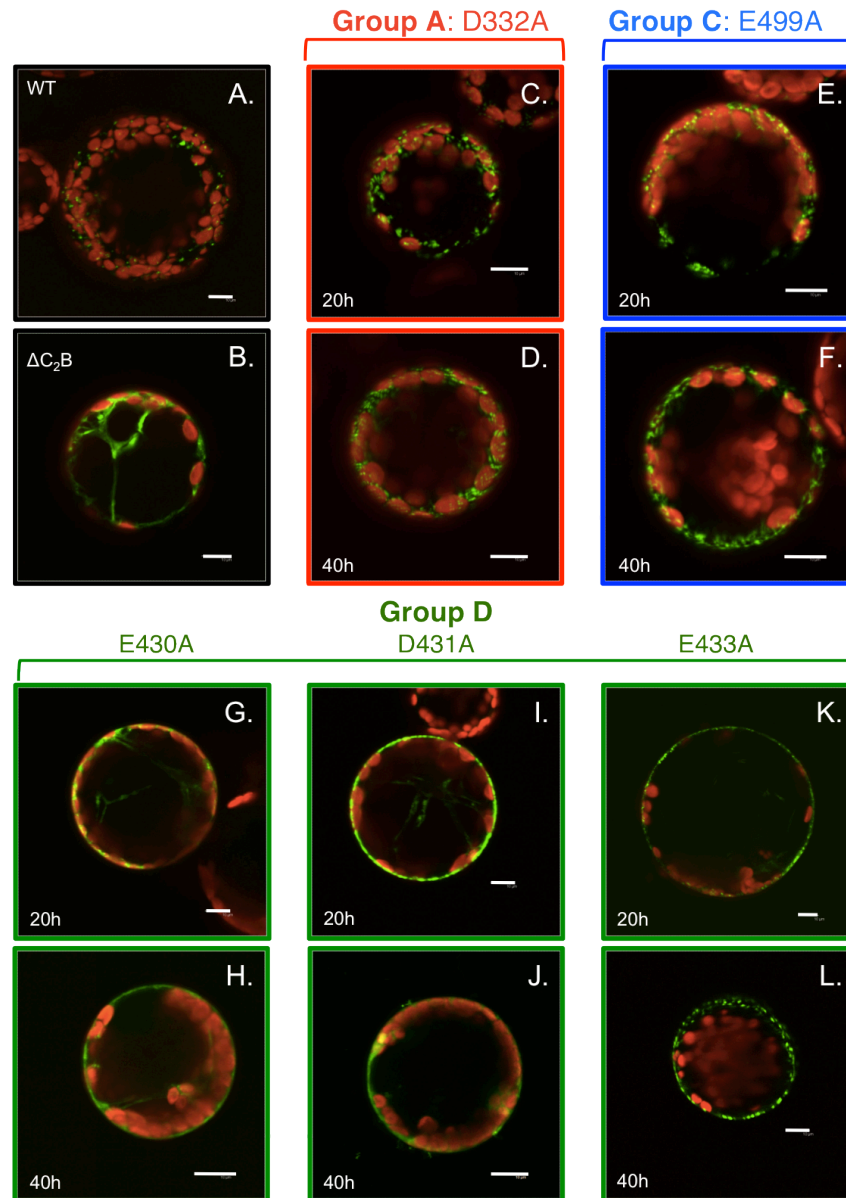 Group A: D332A
Group C: E499A
WT
A.
C.
20h
E.
20h
ΔC₂B
B.
D.
40h
F.
40h
Group D
E430A
D431A
E433A
G.
20h
I.
20h
K.
20h
H.
40h
J.
40h
L.
40h